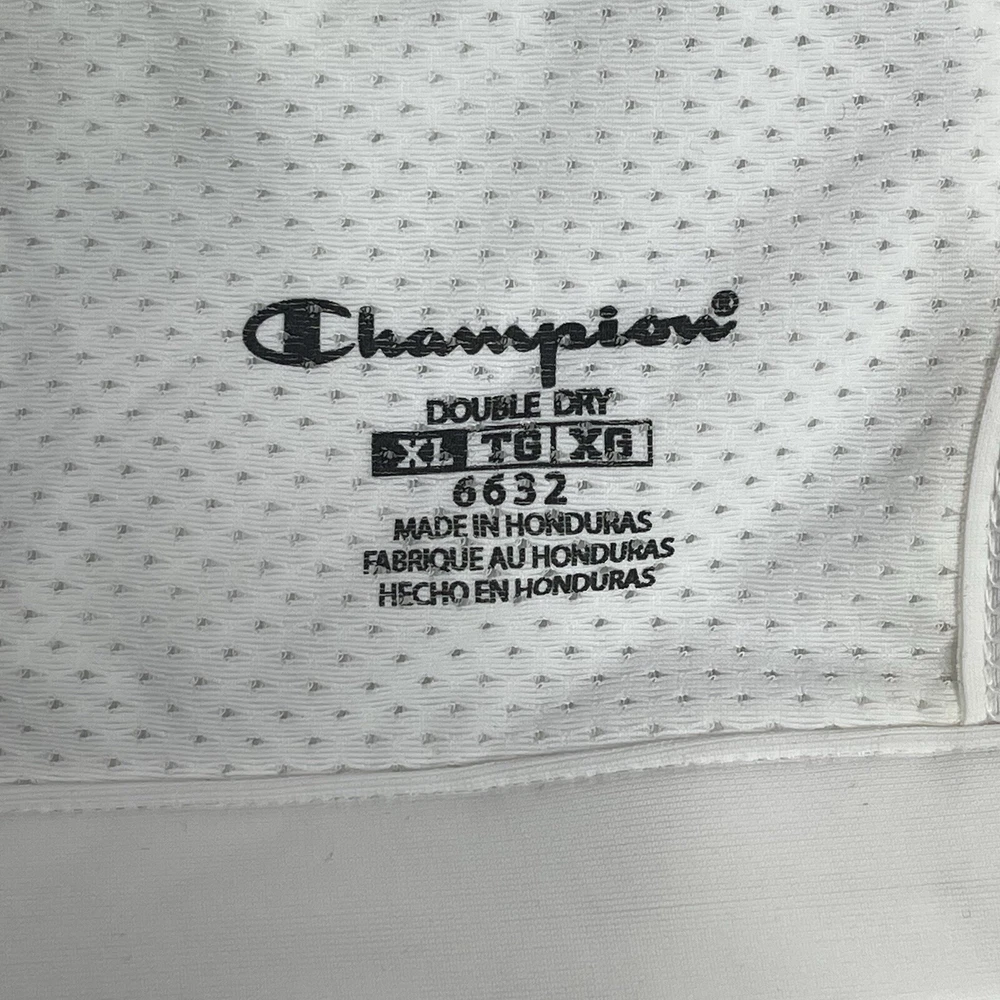 Champion®
DOUBLE DRY
XL TG XG
6632
MADE IN HONDURAS
FABRIQUE AU HONDURAS
HECHO EN HONDURAS